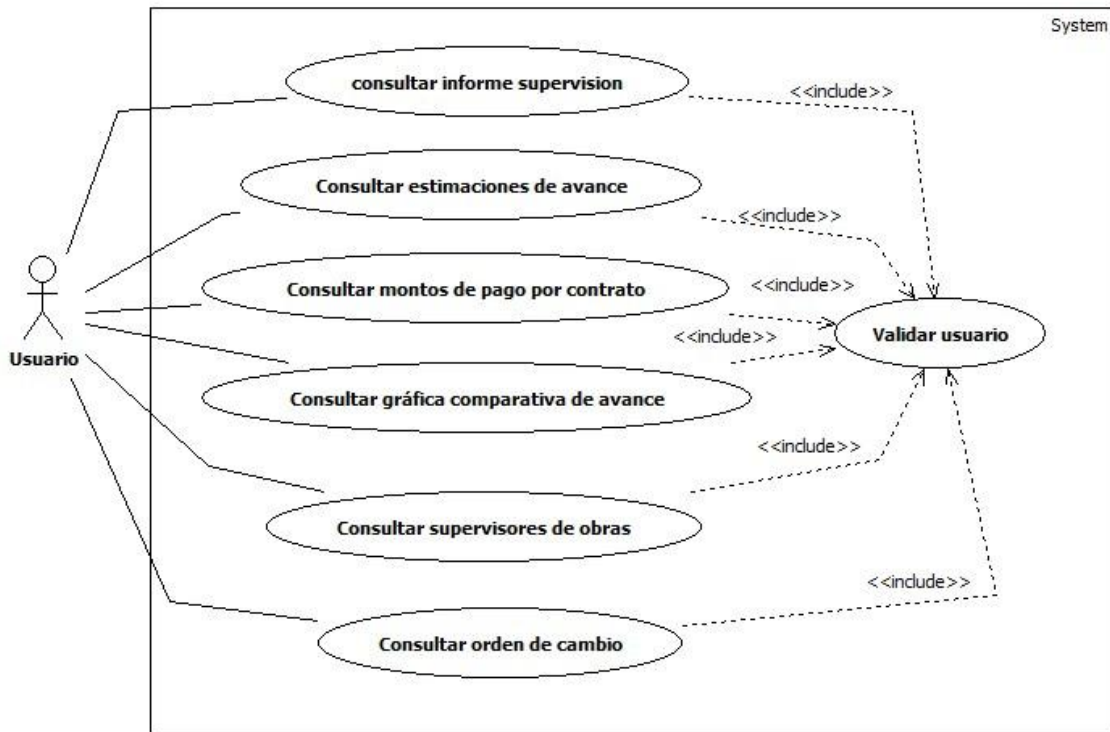 System
consultar informe supervision
<<include>>
Consultar estimaciones de avance
<<include>>
Consultar montos de pago por contrato
<<include>>
<<include>>
Validar usuario
Usuario
Consultar gráfica comparativa de avance
<<include>>
Consultar supervisores de obras
<<include>>
Consultar orden de cambio